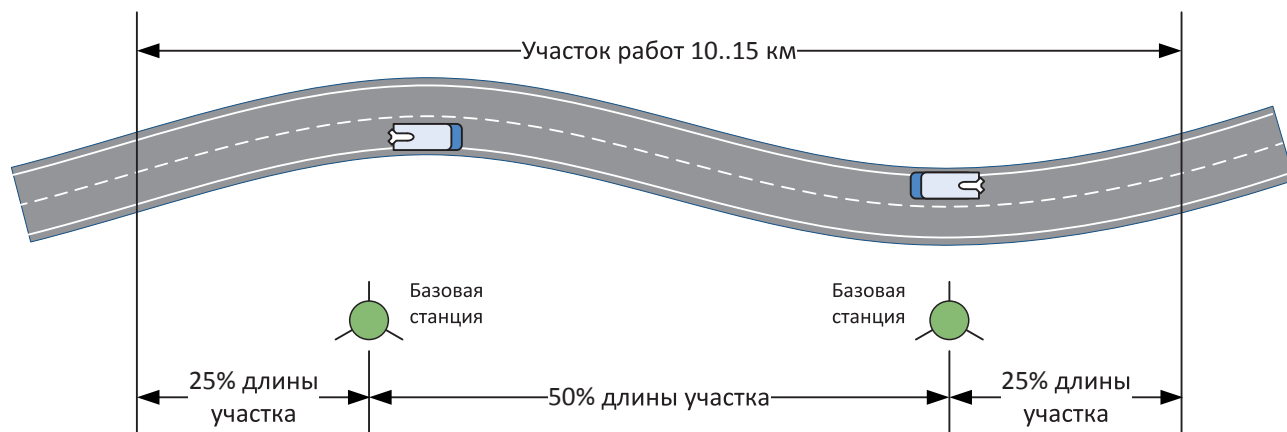 Участок работ 10..15 км
Базовая
станция
Базовая
станция
25% длины
участка
50% длины участка
25% длины
участка